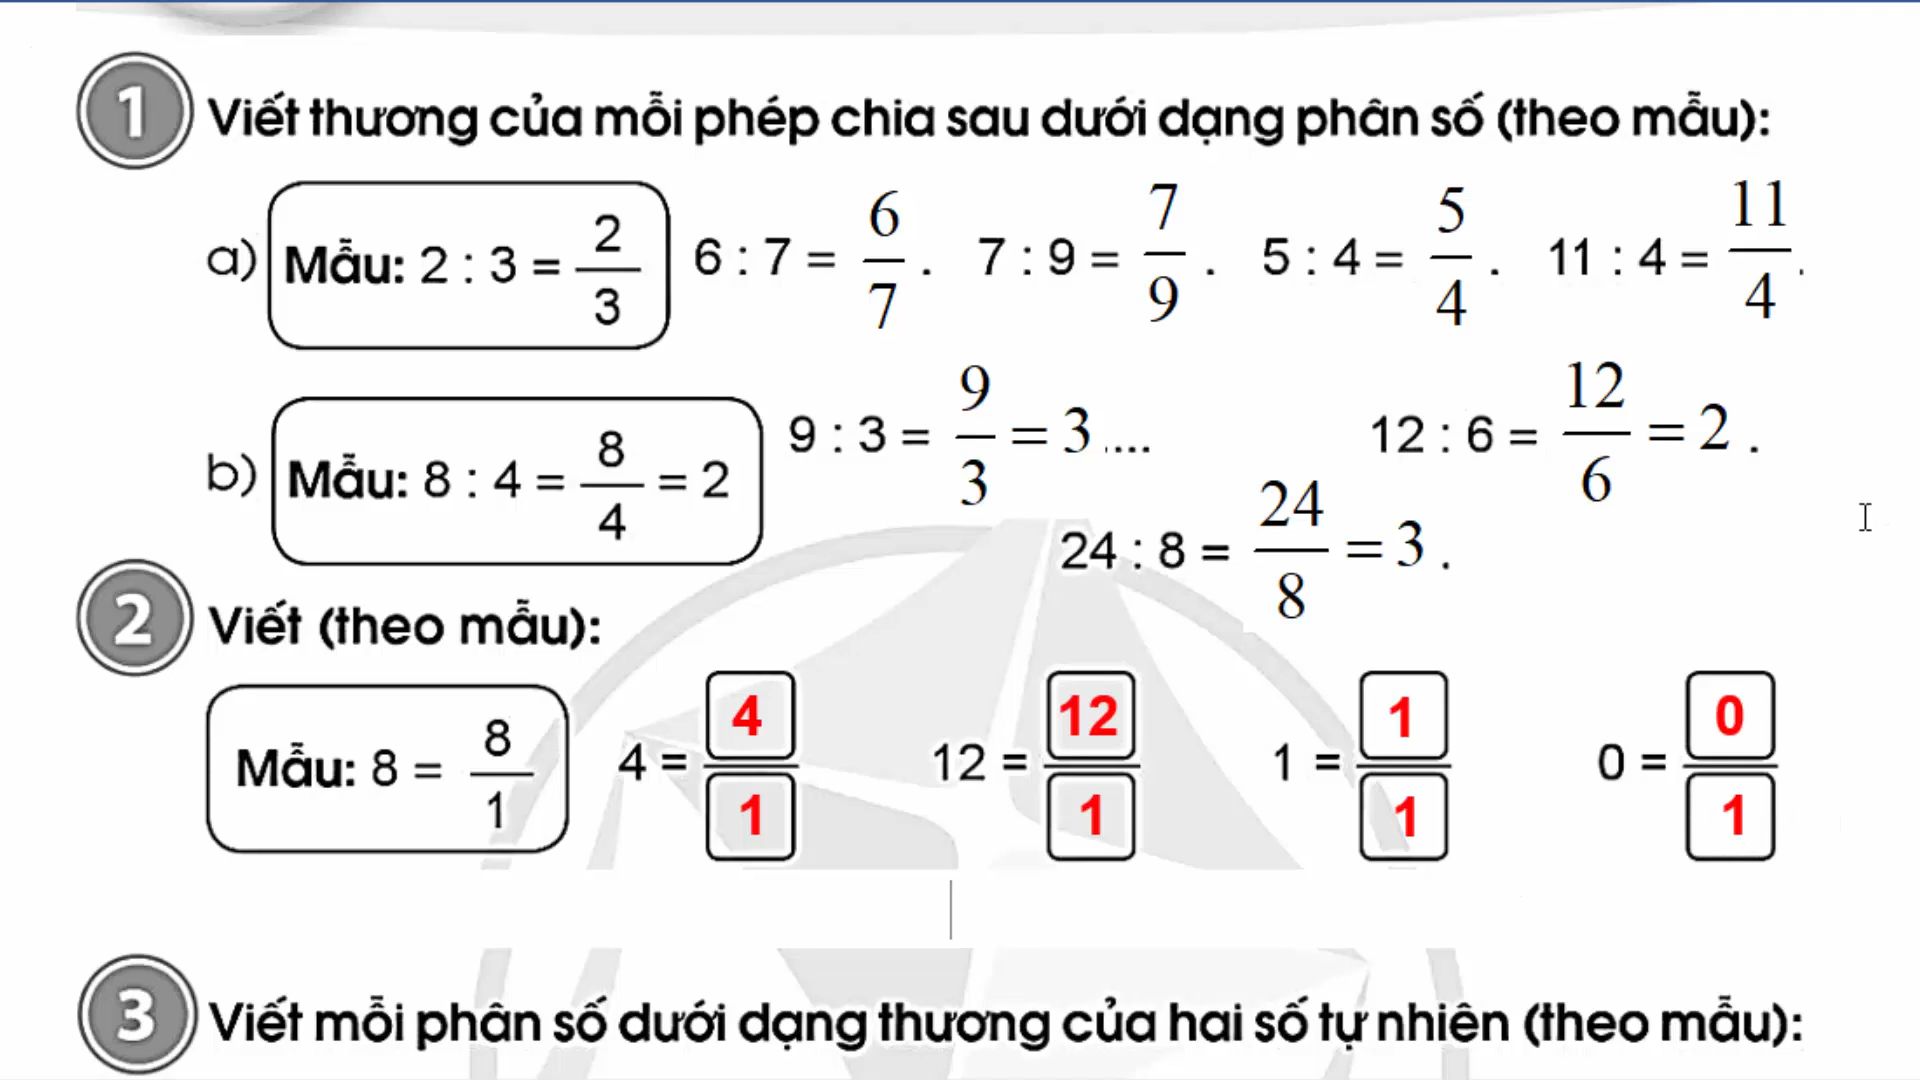 1 Viết thương của mỗi phép chia sau dưới dạng phân số (theo mẫu):
a) Mẫu: 2 : 3 = 2/3 6 : 7 = 6/7 . 7 : 9 = 7/9 . 5 : 4 = 5/4 . 11 : 4 = 11/4 .
b) Mẫu: 8 : 4 = 8/4 = 2 9 : 3 = 9/3 = 3 .... 12 : 6 = 12/6 = 2 .
24 : 8 = 24/8 = 3 .
2 Viết (theo mẫu):
Mẫu: 8 = 8/1 4 = 4/1 12 = 12/1 1 = 1/1 0 = 0/1
3 Viết mỗi phân số dưới dạng thương của hai số tự nhiên (theo mẫu):